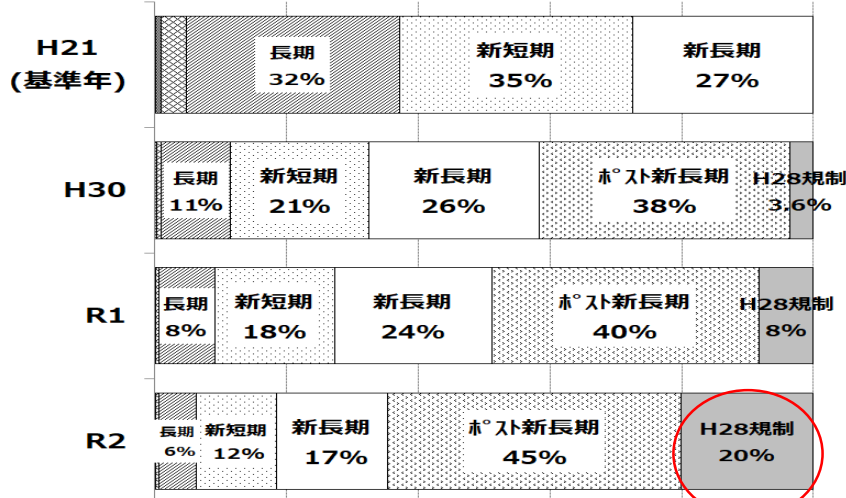 H21
(基準年)
長期
32%
新短期
35%
新長期
27%
H30
長期
11%
新短期
21%
新長期
26%
ﾎﾟｽﾄ新長期
38%
H28規制
3.6%
R1
長期
8%
新短期
18%
新長期
24%
ﾎﾟｽﾄ新長期
40%
H28規制
8%
R2
長期
6%
新短期
12%
新長期
17%
ﾎﾟｽﾄ新長期
45%
H28規制
20%